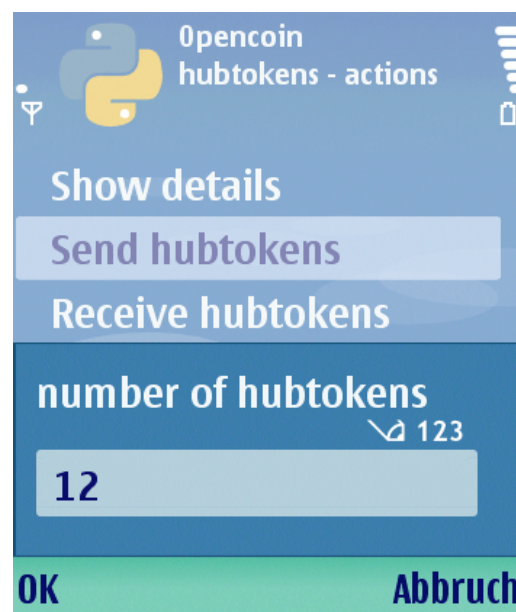 Opencoin
hubtokens - actions
Show details
Send hubtokens
Receive hubtokens
number of hubtokens
123
12
OK
Abbruch